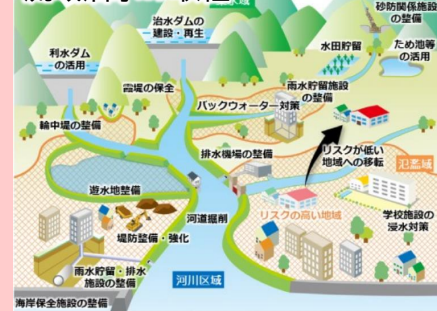 治水ダムの
建設・再生
砂防関係施設
の整備
利水ダム
の活用
水田貯留
ため池等
の活用
霞堤の保全
雨水貯留施設
の整備
バックウォーター対策
輪中堤の整備
排水機場の整備
リスクが低い
地域への移転
氾濫域
遊水地整備
河道掘削
リスクの高い地域
学校施設の
浸水対策
堤防整備・強化
雨水貯留・排水
施設の整備
河川区域
海岸保全施設の整備